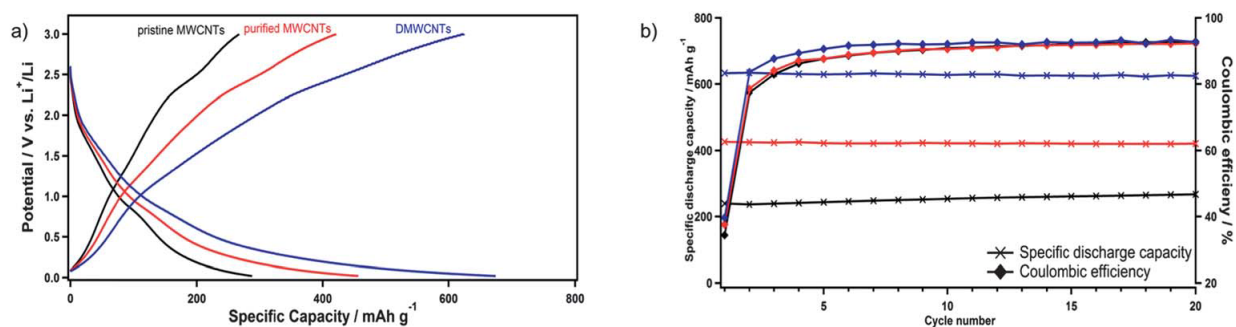 a)
pristine MWCNTs
purified MWCNTs
DMWCNTs
Potential / V vs. Li⁺/Li
3.0
2.5
2.0
1.5
1.0
0.5
0.0
0
200
400
600
800
Specific Capacity / mAh g⁻¹
b)
Specific discharge capacity/ mAh g⁻¹
800
600
400
200
0
100
80
60
40
20
Coulombic efficieny / %
Specific discharge capacity
Coulombic efficiency
5
10
15
20
Cycle number